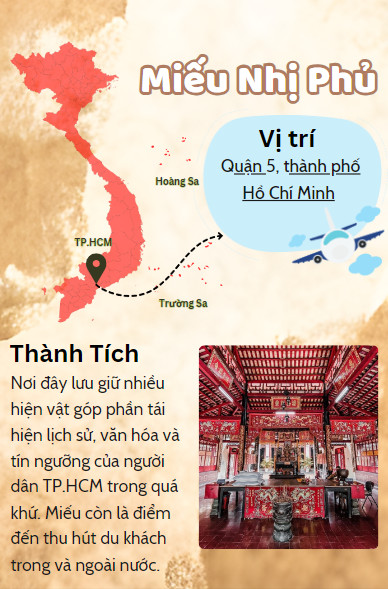 Miếu Nhị Phủ
Vị trí
Quận 5, thành phố
Hồ Chí Minh
Hoàng Sa
TP.HCM
Trường Sa
Thành Tích
Nơi đây lưu giữ nhiều
hiện vật góp phần tái
hiện lịch sử, văn hóa và
tín ngưỡng của người
dân TP.HCM trong quá
khứ. Miếu còn là điểm
đến thu hút du khách
trong và ngoài nước.